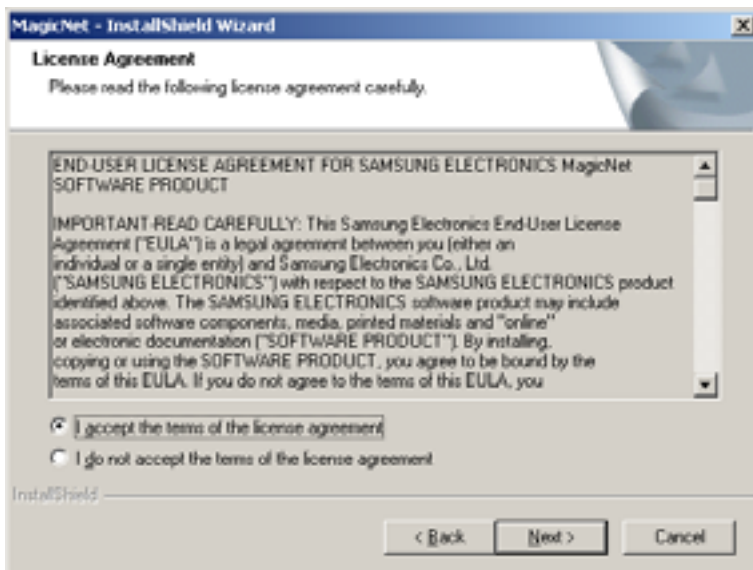 MagicNet - InstallShield Wizard
License Agreement
Please read the following license agreement carefully.
END-USER LICENSE AGREEMENT FOR SAMSUNG ELECTRONICS MagicNet
SOFTWARE PRODUCT
IMPORTANT-READ CAREFULLY: This Samsung Electronics End-User License
Agreement ("EULA") is a legal agreement between you (either an
individual or a single entity) and Samsung Electronics Co., Ltd.
("SAMSUNG ELECTRONICS") with respect to the SAMSUNG ELECTRONICS product
identified above. The SAMSUNG ELECTRONICS software product may include
associated software components, media, printed materials and "online"
or electronic documentation ("SOFTWARE PRODUCT"). By installing,
copying or using the SOFTWARE PRODUCT, you agree to be bound by the
terms of this EULA. If you do not agree to the terms of this EULA, you
I accept the terms of the license agreement
I do not accept the terms of the license agreement
InstallShield
< Back
Next >
Cancel